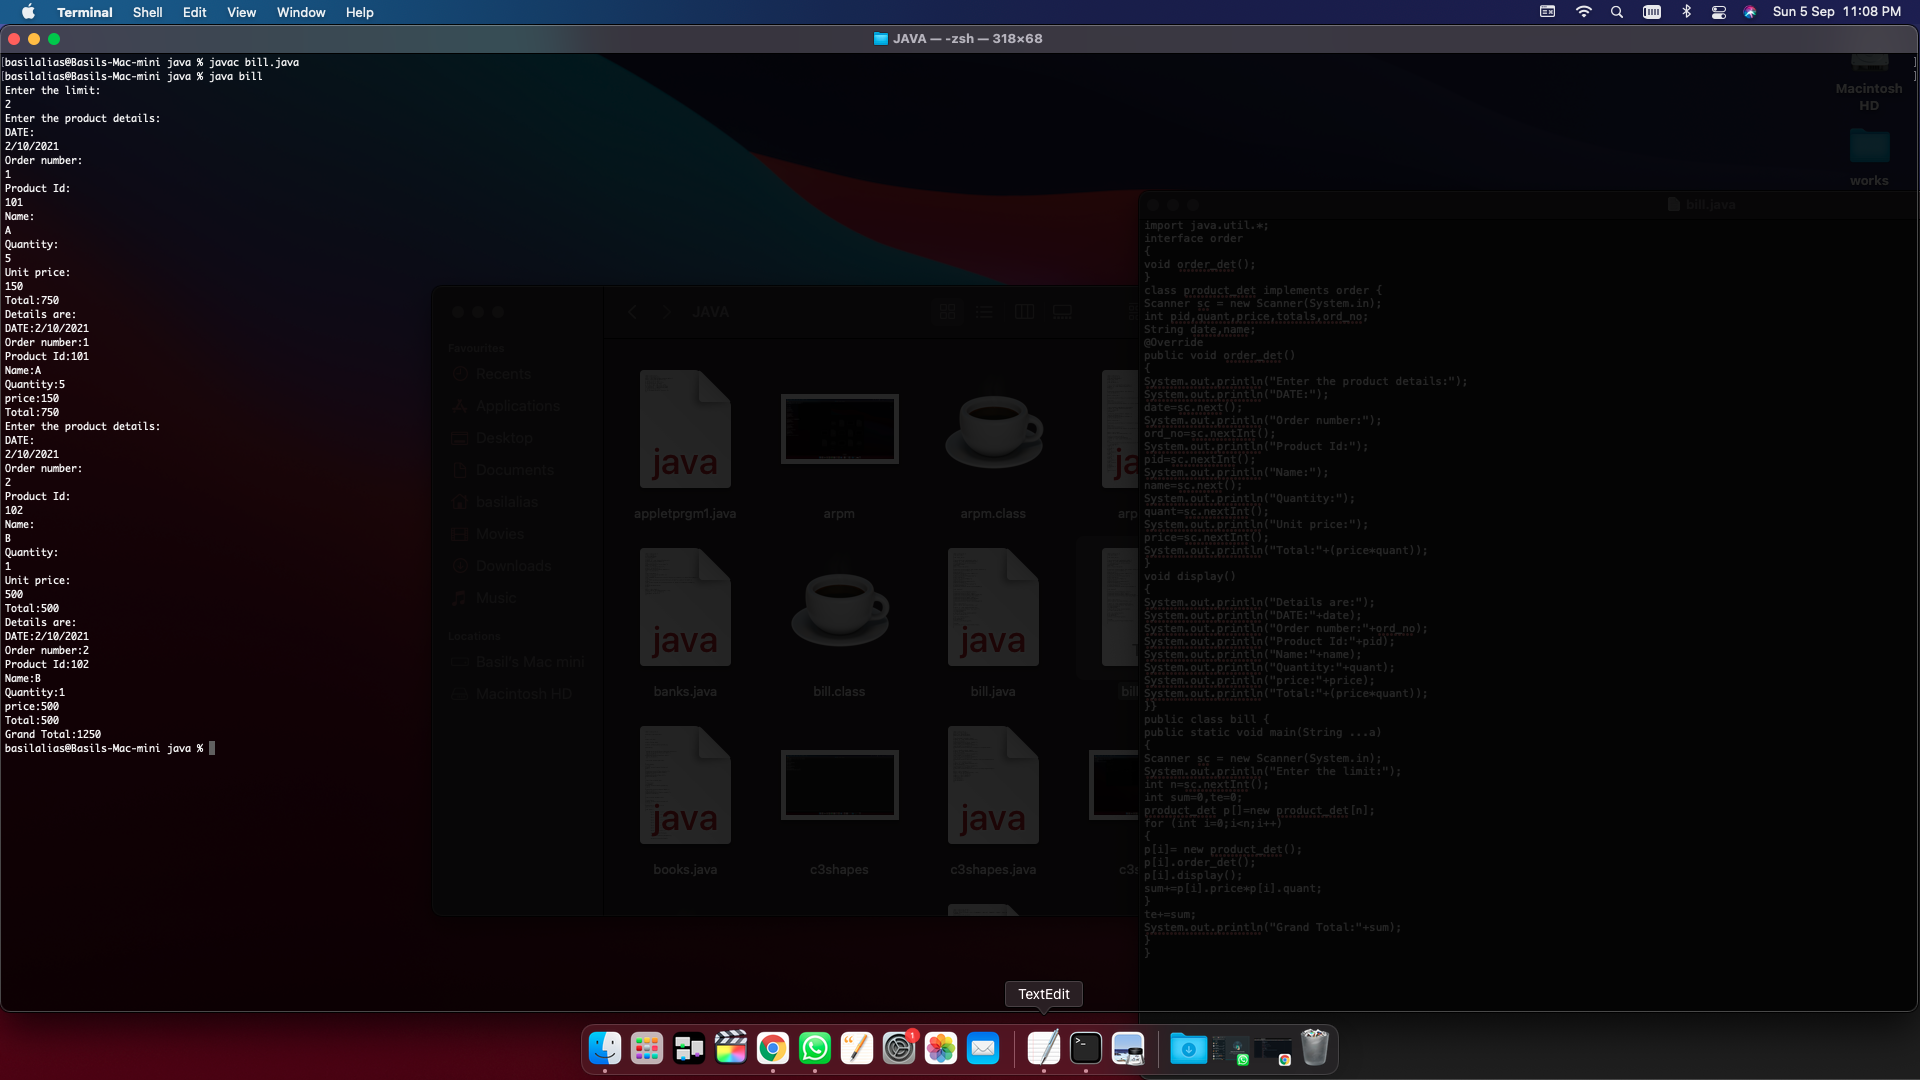 Terminal Shell Edit View Window Help
Sun 5 Sep 11:08 PM
JAVA — -zsh — 318×68
[basilalias@Basils-Mac-mini java % javac bill.java ]
[basilalias@Basils-Mac-mini java % java bill ]
Enter the limit:
2
Enter the product details:
DATE:
2/10/2021
Order number:
1
Product Id:
101
Name:
A
Quantity:
5
Unit price:
150
Total:750
Details are:
DATE:2/10/2021
Order number:1
Product Id:101
Name:A
Quantity:5
price:150
Total:750
Enter the product details:
DATE:
2/10/2021
Order number:
2
Product Id:
102
Name:
B
Quantity:
1
Unit price:
500
Total:500
Details are:
DATE:2/10/2021
Order number:2
Product Id:102
Name:B
Quantity:1
price:500
Total:500
Grand Total:1250
basilalias@Basils-Mac-mini java %
Macintosh
HD
works
JAVA
Favourites
Recents
Applications
Desktop
Documents
basilalias
Movies
Downloads
Music
Locations
Basil's Mac mini
Macintosh HD
java
java
java
java
java
java
appletprgm1.java
arpm
arpm.class
arp
banks.java
bill.class
bill.java
bil
books.java
c3shapes
c3shapes.java
c3s
bill.java
import java.util.*;
interface order
{
void order_det();
}
class product_det implements order {
Scanner sc = new Scanner(System.in);
int pid,quant,price,totals,ord_no;
String date,name;
@Override
public void order_det()
{
System.out.println("Enter the product details:");
System.out.println("DATE:");
date=sc.next();
System.out.println("Order number:");
ord_no=sc.nextInt();
System.out.println("Product Id:");
pid=sc.nextInt();
System.out.println("Name:");
name=sc.next();
System.out.println("Quantity:");
quant=sc.nextInt();
System.out.println("Unit price:");
price=sc.nextInt();
System.out.println("Total:"+(price*quant));
}
void display()
{
System.out.println("Details are:");
System.out.println("DATE:"+date);
System.out.println("Order number:"+ord_no);
System.out.println("Product Id:"+pid);
System.out.println("Name:"+name);
System.out.println("Quantity:"+quant);
System.out.println("price:"+price);
System.out.println("Total:"+(price*quant));
}}
public class bill {
public static void main(String ...a)
{
Scanner sc = new Scanner(System.in);
System.out.println("Enter the limit:");
int n=sc.nextInt();
int sum=0,te=0;
product_det p[]=new product_det[n];
for (int i=0;i<n;i++)
{
p[i]= new product_det();
p[i].order_det();
p[i].display();
sum+=p[i].price*p[i].quant;
}
te+=sum;
System.out.println("Grand Total:"+sum);
}
}
TextEdit
1